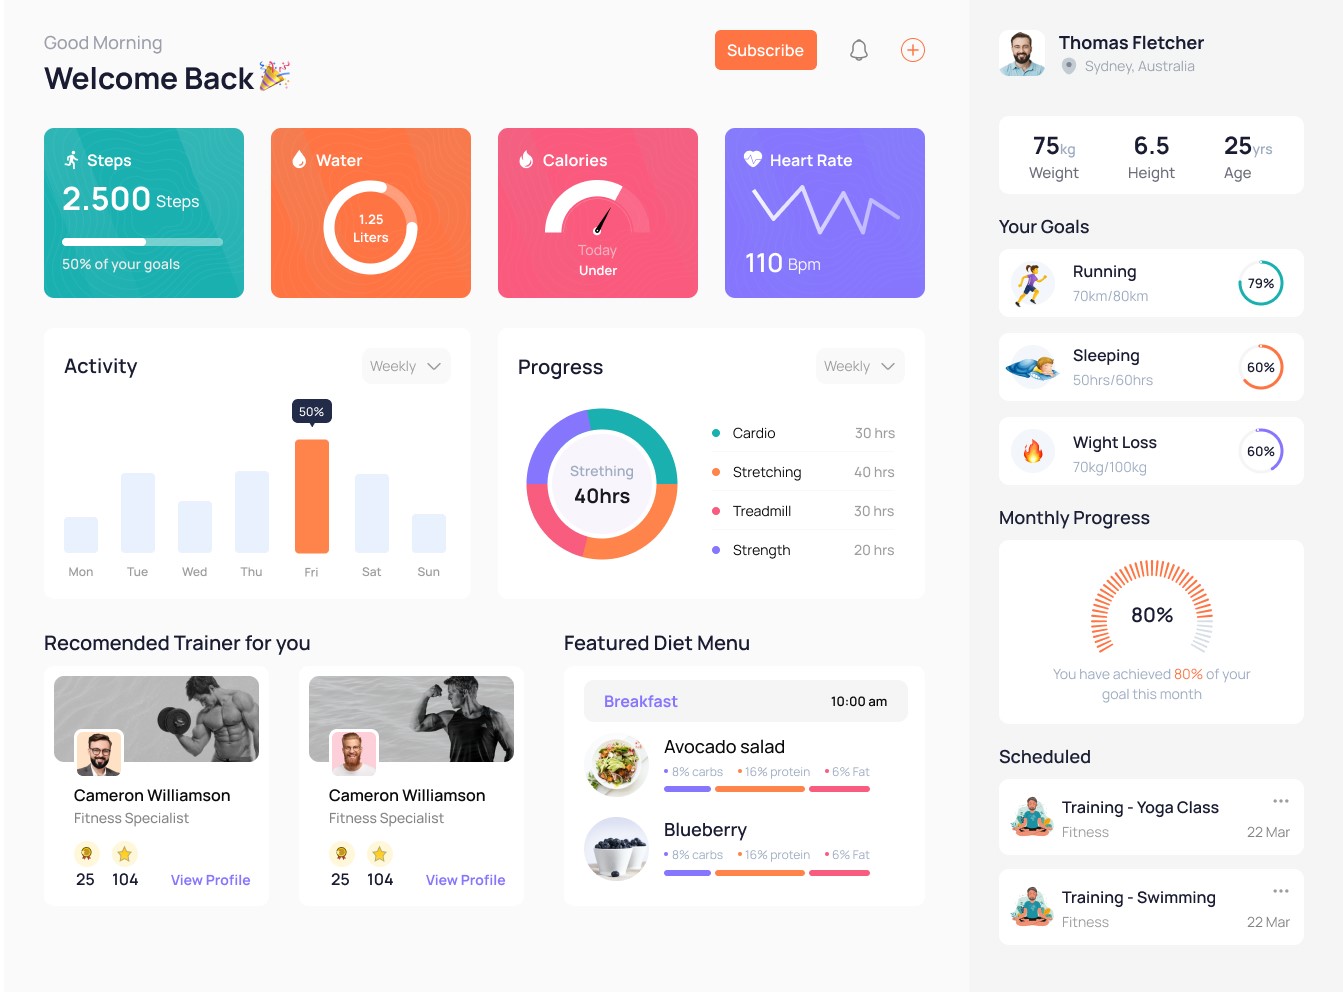 Good Morning
Welcome Back
Subscribe
Steps
2.500 Steps
50% of your goals
Water
1.25
Liters
Calories
Today
Under
Heart Rate
110 Bpm
Activity
Weekly
50%
Mon Tue Wed Thu Fri Sat Sun
Progress
Weekly
Strething
40hrs
Cardio 30 hrs
Stretching 40 hrs
Treadmill 30 hrs
Strength 20 hrs
Recomended Trainer for you
Cameron Williamson
Fitness Specialist
25 104 View Profile
Cameron Williamson
Fitness Specialist
25 104 View Profile
Featured Diet Menu
Breakfast 10:00 am
Avocado salad
8% carbs 16% protein 6% Fat
Blueberry
8% carbs 16% protein 6% Fat
Thomas Fletcher
Sydney, Australia
75kg 6.5 25yrs
Weight Height Age
Your Goals
Running
70km/80km
79%
Sleeping
50hrs/60hrs
60%
Wight Loss
70kg/100kg
60%
Monthly Progress
80%
You have achieved 80% of your
goal this month
Scheduled
Training - Yoga Class
Fitness 22 Mar
Training - Swimming
Fitness 22 Mar